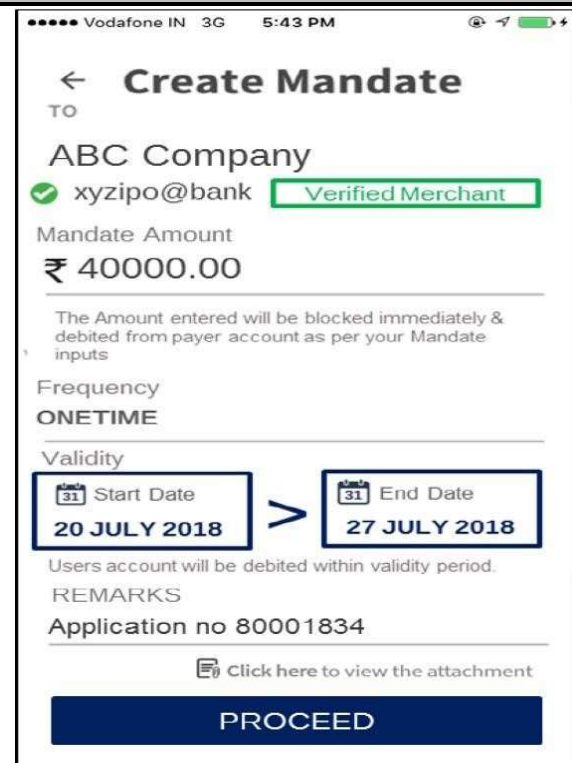 Vodafone IN 3G 5:43 PM
← Create Mandate
TO
ABC Company
xyzipo@bank Verified Merchant
Mandate Amount
₹ 40000.00
The Amount entered will be blocked immediately &
debited from payer account as per your Mandate
inputs
Frequency
ONETIME
Validity
31 Start Date > 31 End Date
20 JULY 2018 27 JULY 2018
Users account will be debited within validity period.
REMARKS
Application no 80001834
Click here to view the attachment
PROCEED